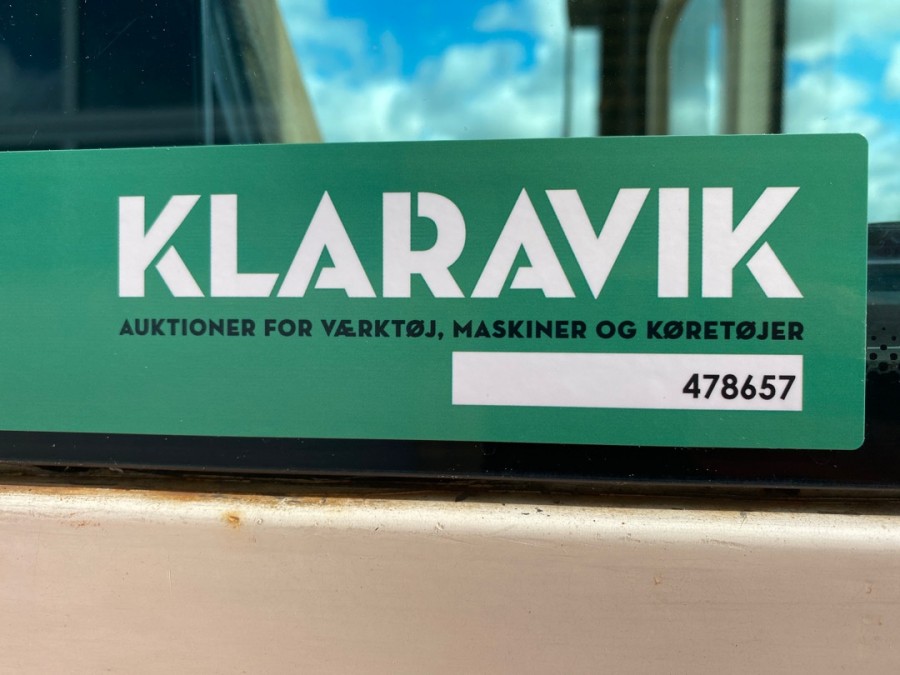 KLARAVIK
AUKTIONER FOR VÆRKTØJ, MASKINER OG KØRETØJER
478657